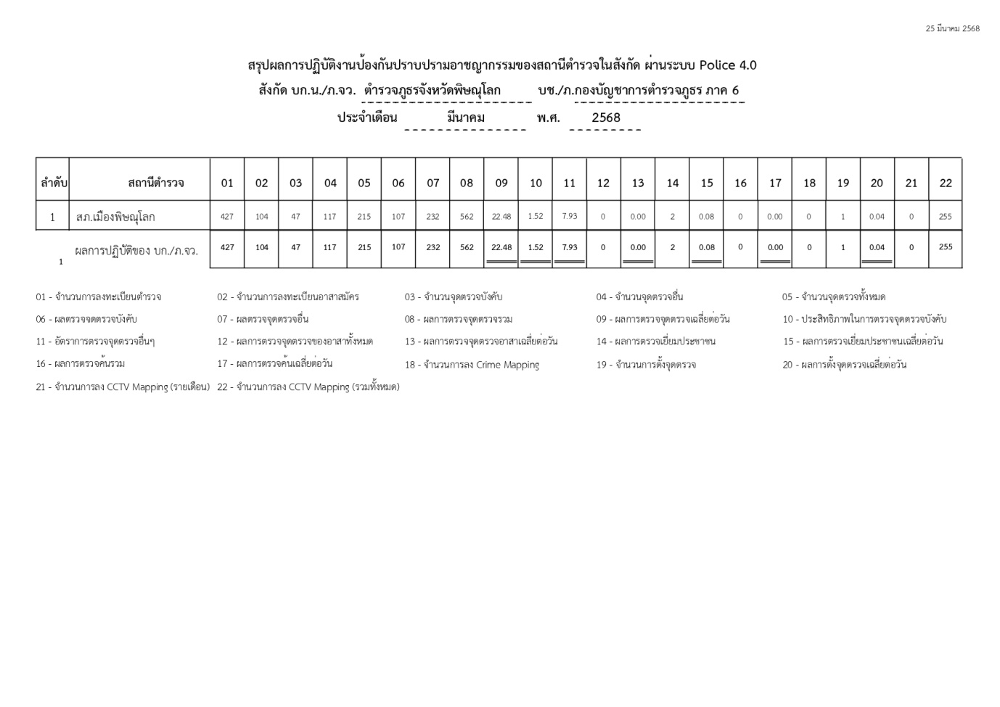 25 มีนาคม 2568
สรุปผลการปฏิบัติงานป้องกันปราบปรามอาชญากรรมของสถานีตำรวจในสังกัด ผ่านระบบ Police 4.0
สังกัด บก.น./ภ.จว. ตำรวจภูธรจังหวัดพิษณุโลก บช./ภ.กองบัญชาการตำรวจภูธร ภาค 6
ประจำเดือน มีนาคม พ.ศ. 2568
ลำดับ สถานีตำรวจ 01 02 03 04 05 06 07 08 09 10 11 12 13 14 15 16 17 18 19 20 21 22
1 สภ.เมืองพิษณุโลก 427 104 47 117 215 107 232 562 22.48 1.52 7.93 0 0.00 2 0.08 0 0.00 0 1 0.04 0 255
1 ผลการปฏิบัติของ บก./ภ.จว. 427 104 47 117 215 107 232 562 22.48 1.52 7.93 0 0.00 2 0.08 0 0.00 0 1 0.04 0 255
01 - จำนวนการลงทะเบียนตำรวจ 02 - จำนวนการลงทะเบียนอาสาสมัคร 03 - จำนวนจุดตรวจบังคับ 04 - จำนวนจุดตรวจอื่น 05 - จำนวนจุดตรวจทั้งหมด
06 - ผลตรวจจดตรวจบังคับ 07 - ผลตรวจจุดตรวจอื่น 08 - ผลการตรวจจุดตรวจรวม 09 - ผลการตรวจจุดตรวจเฉลี่ยต่อวัน 10 - ประสิทธิภาพในการตรวจจุดตรวจบังคับ
11 - อัตราการตรวจจุดตรวจอื่นๆ 12 - ผลการตรวจจุดตรวจของอาสาทั้งหมด 13 - ผลการตรวจจุดตรวจอาสาเฉลี่ยต่อวัน 14 - ผลการตรวจเยี่ยมประชาชน 15 - ผลการตรวจเยี่ยมประชาชนเฉลี่ยต่อวัน
16 - ผลการตรวจค้นรวม 17 - ผลการตรวจค้นเฉลี่ยต่อวัน 18 - จำนวนการลง Crime Mapping 19 - จำนวนการตั้งจุดตรวจ 20 - ผลการตั้งจุดตรวจเฉลี่ยต่อวัน
21 - จำนวนการลง CCTV Mapping (รายเดือน) 22 - จำนวนการลง CCTV Mapping (รวมทั้งหมด)